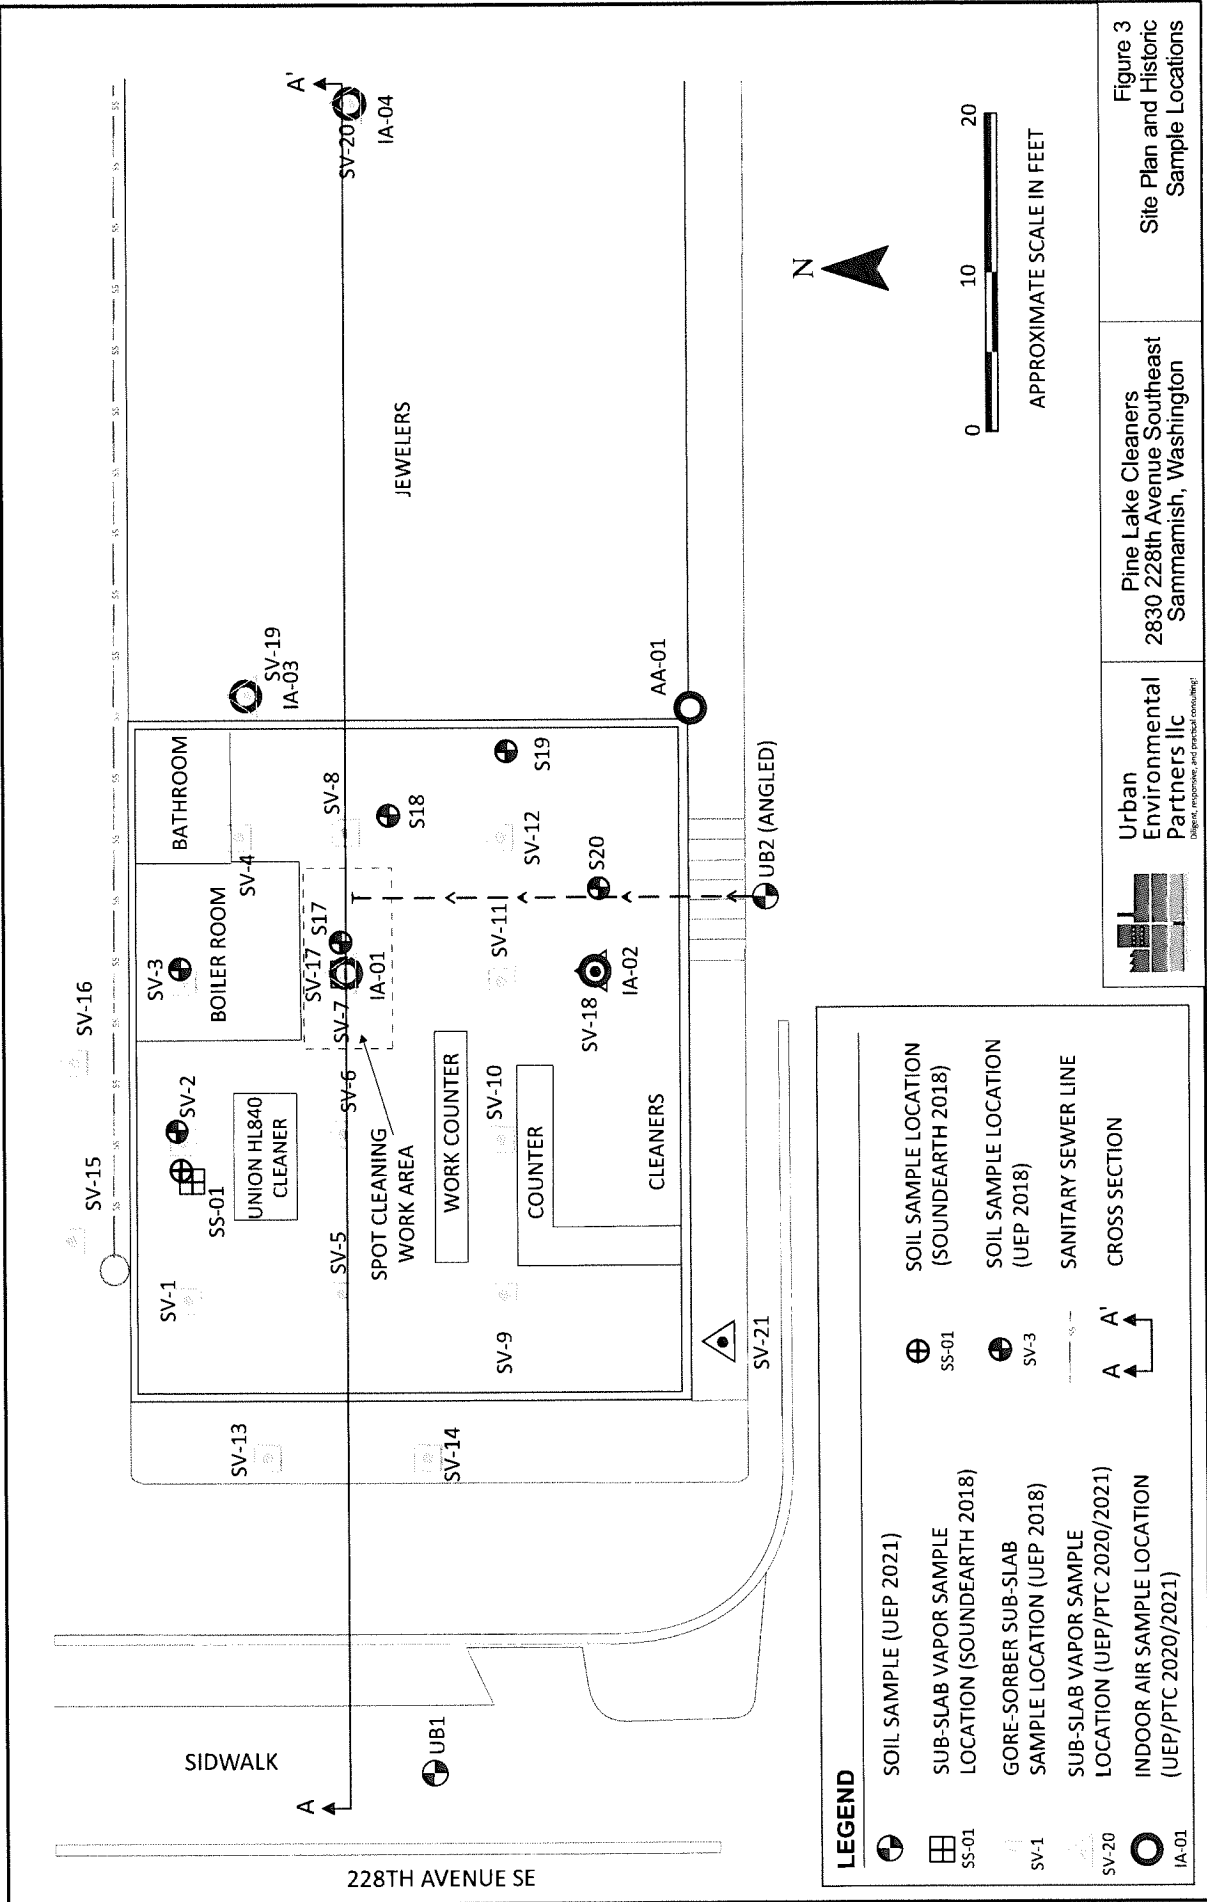 228TH AVENUE SE
SIDWALK
A
UB1
SV-13
SV-14
SV-15
SV-16
SV-1
SS-01
SV-2
SV-3
BOILER ROOM
BATHROOM
SV-4
UNION HL840
CLEANER
SV-5
SV-6
SV-7
SV-17
S17
IA-01
SV-8
S18
SPOT CLEANING
WORK AREA
WORK COUNTER
SV-9
SV-10
SV-11
SV-12
S19
COUNTER
CLEANERS
SV-18
IA-02
S20
SV-21
UB2 (ANGLED)
AA-01
SV-19
IA-03
JEWELERS
SV-20
IA-04
A'
N
0
10
20
APPROXIMATE SCALE IN FEET
LEGEND
SOIL SAMPLE (UEP 2021)
SS-01
SUB-SLAB VAPOR SAMPLE
LOCATION (SOUNDEARTH 2018)
SV-1
GORE-SORBER SUB-SLAB
SAMPLE LOCATION (UEP 2018)
SV-20
SUB-SLAB VAPOR SAMPLE
LOCATION (UEP/PTC 2020/2021)
IA-01
INDOOR AIR SAMPLE LOCATION
(UEP/PTC 2020/2021)
SS-01
SOIL SAMPLE LOCATION
(SOUNDEARTH 2018)
SV-3
SOIL SAMPLE LOCATION
(UEP 2018)
SS
SANITARY SEWER LINE
A A'
CROSS SECTION
Urban
Environmental
Partners llc
Diligent, responsive, and practical consulting!
Pine Lake Cleaners
2830 228th Avenue Southeast
Sammamish, Washington
Figure 3
Site Plan and Historic
Sample Locations